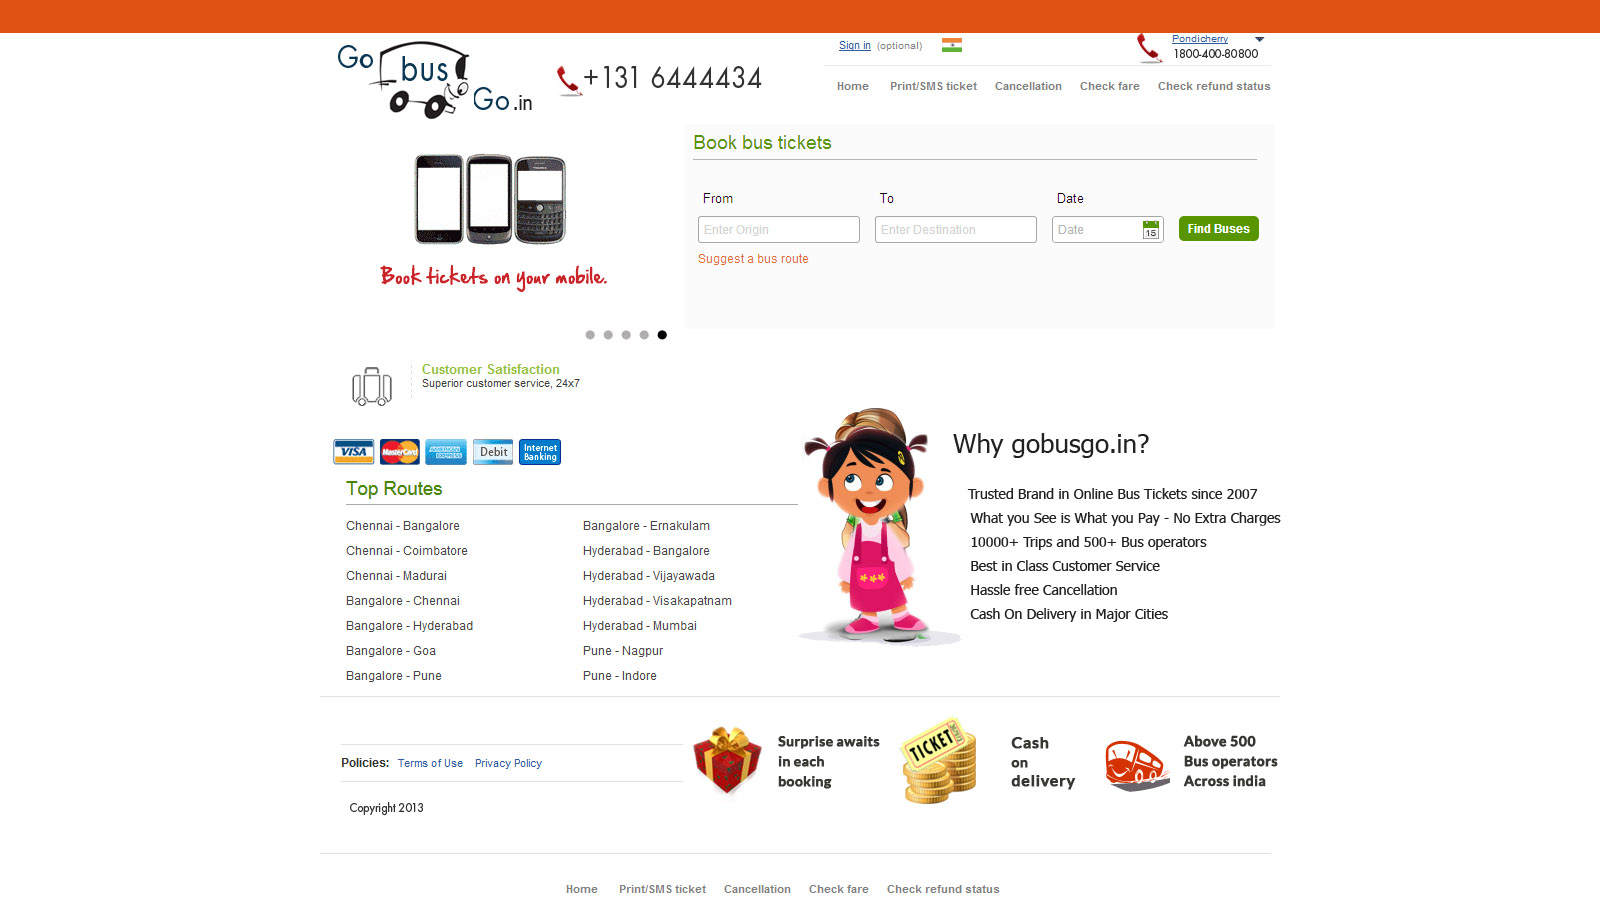 Go
bus
Go.in
+131 6444434
Sign in (optional)
Pondicherry
1800-400-80800
Home Print/SMS ticket Cancellation Check fare Check refund status
Book tickets on your mobile.
Book bus tickets
From To Date
Enter Origin Enter Destination Date 15 Find Buses
Suggest a bus route
Customer Satisfaction
Superior customer service, 24x7
VISA MasterCard AMERICAN EXPRESS Debit Internet Banking
Top Routes
Chennai - Bangalore
Chennai - Coimbatore
Chennai - Madurai
Bangalore - Chennai
Bangalore - Hyderabad
Bangalore - Goa
Bangalore - Pune
Bangalore - Ernakulam
Hyderabad - Bangalore
Hyderabad - Vijayawada
Hyderabad - Visakapatnam
Hyderabad - Mumbai
Pune - Nagpur
Pune - Indore
Why gobusgo.in?
Trusted Brand in Online Bus Tickets since 2007
What you See is What you Pay - No Extra Charges
10000+ Trips and 500+ Bus operators
Best in Class Customer Service
Hassle free Cancellation
Cash On Delivery in Major Cities
Policies: Terms of Use Privacy Policy
Copyright 2013
Surprise awaits
in each
booking
TICKET
Cash
on
delivery
Above 500
Bus operators
Across india
Home Print/SMS ticket Cancellation Check fare Check refund status